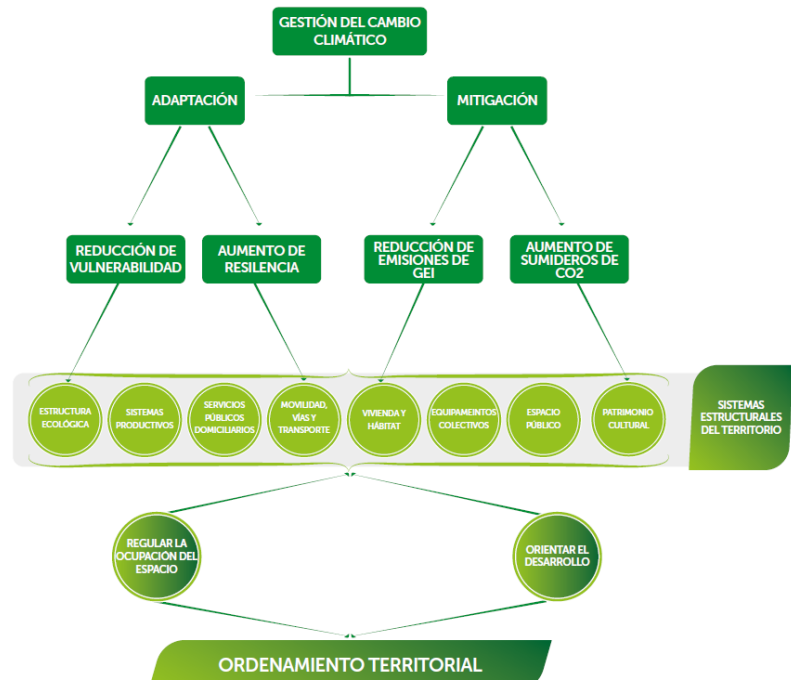 GESTIÓN DEL CAMBIO
CLIMÁTICO
ADAPTACIÓN
MITIGACIÓN
REDUCCIÓN DE
VULNERABILIDAD
AUMENTO DE
RESILENCIA
REDUCCIÓN DE
EMISIONES DE
GEI
AUMENTO DE
SUMIDEROS DE
CO2
ESTRUCTURA
ECOLÓGICA
SISTEMAS
PRODUCTIVOS
SERVICIOS
PÚBLICOS
DOMICILIARIOS
MOVILIDAD,
VÍAS Y
TRANSPORTE
VIVIENDA Y
HÁBITAT
EQUIPAMEINTOS
COLECTIVOS
ESPACIO
PÚBLICO
PATRIMONIO
CULTURAL
SISTEMAS
ESTRUCTURALES
DEL TERRITORIO
REGULAR LA
OCUPACIÓN DEL
ESPACIO
ORIENTAR EL
DESARROLLO
ORDENAMIENTO TERRITORIAL